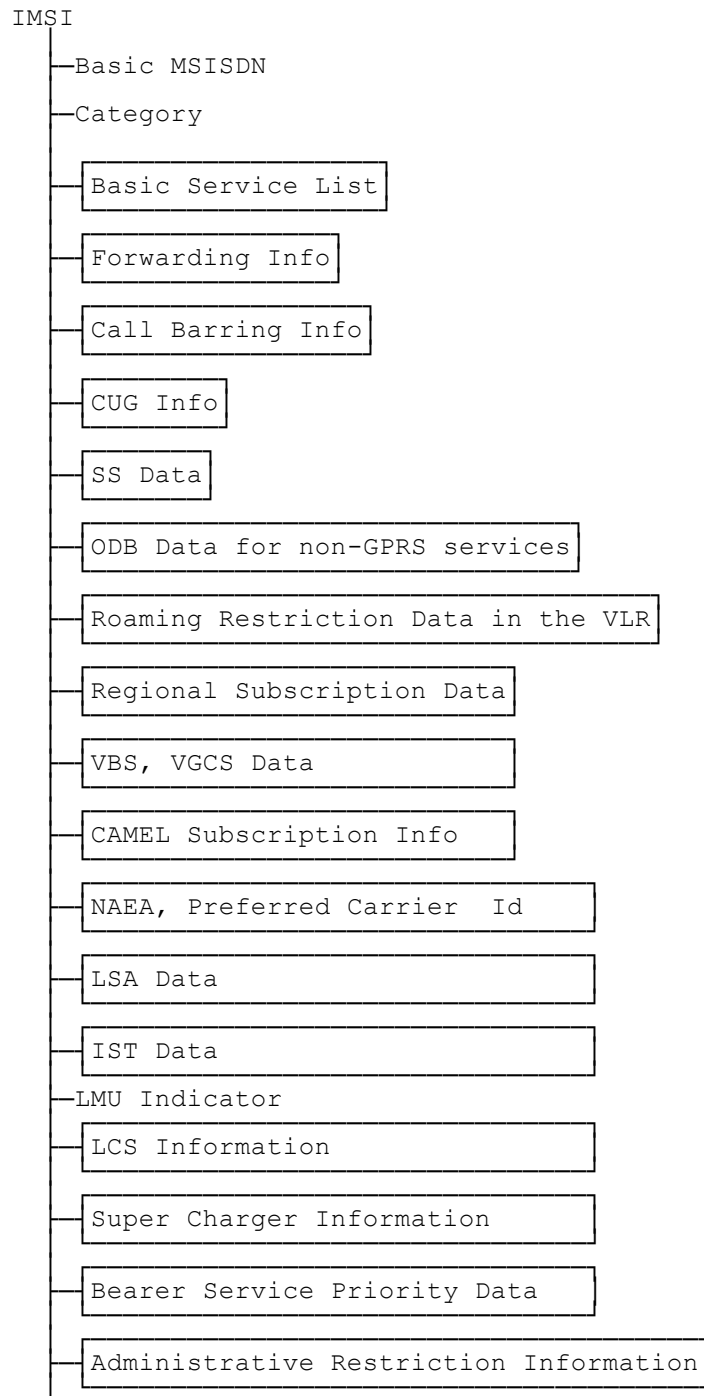 IMSI
Basic MSISDN
Category
Basic Service List
Forwarding Info
Call Barring Info
CUG Info
SS Data
ODB Data for non-GPRS services
Roaming Restriction Data in the VLR
Regional Subscription Data
VBS, VGCS Data
CAMEL Subscription Info
NAEA, Preferred Carrier  Id
LSA Data
IST Data
LMU Indicator
LCS Information
Super Charger Information
Bearer Service Priority Data
Administrative Restriction Information